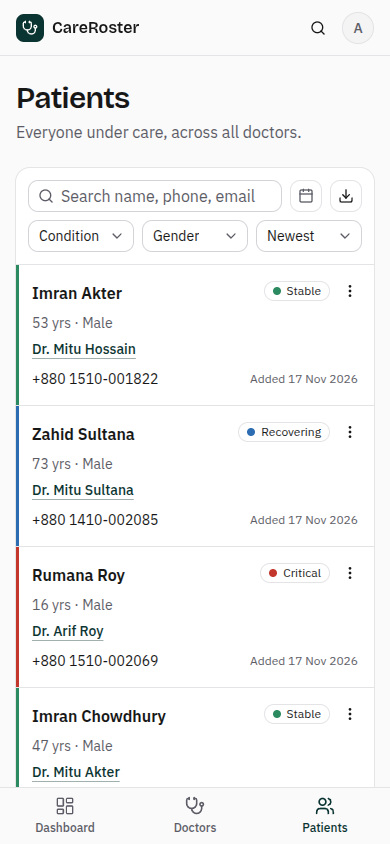 CareRoster
A
Patients
Everyone under care, across all doctors.
Search name, phone, email
Condition Gender Newest
Imran Akter Stable
53 yrs · Male
Dr. Mitu Hossain
+880 1510-001822 Added 17 Nov 2026
Zahid Sultana Recovering
73 yrs · Male
Dr. Mitu Sultana
+880 1410-002085 Added 17 Nov 2026
Rumana Roy Critical
16 yrs · Male
Dr. Arif Roy
+880 1510-002069 Added 17 Nov 2026
Imran Chowdhury Stable
47 yrs · Male
Dr. Mitu Akter
Dashboard Doctors Patients